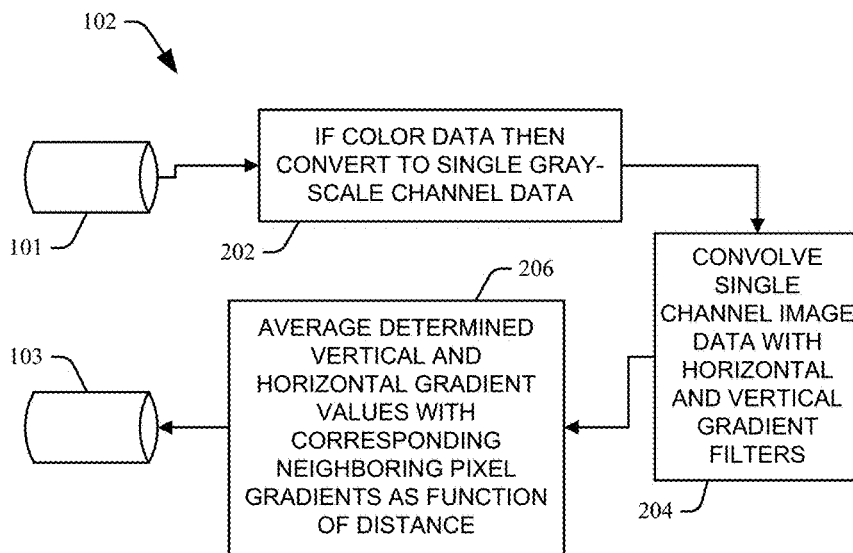 102
IF COLOR DATA THEN
CONVERT TO SINGLE GRAY-
SCALE CHANNEL DATA
101
202
206
CONVOLVE
SINGLE
CHANNEL IMAGE
DATA WITH
HORIZONTAL
AND VERTICAL
GRADIENT
FILTERS
204
103
AVERAGE DETERMINED
VERTICAL AND
HORIZONTAL GRADIENT
VALUES WITH
CORRESPONDING
NEIGHBORING PIXEL
GRADIENTS AS FUNCTION
OF DISTANCE